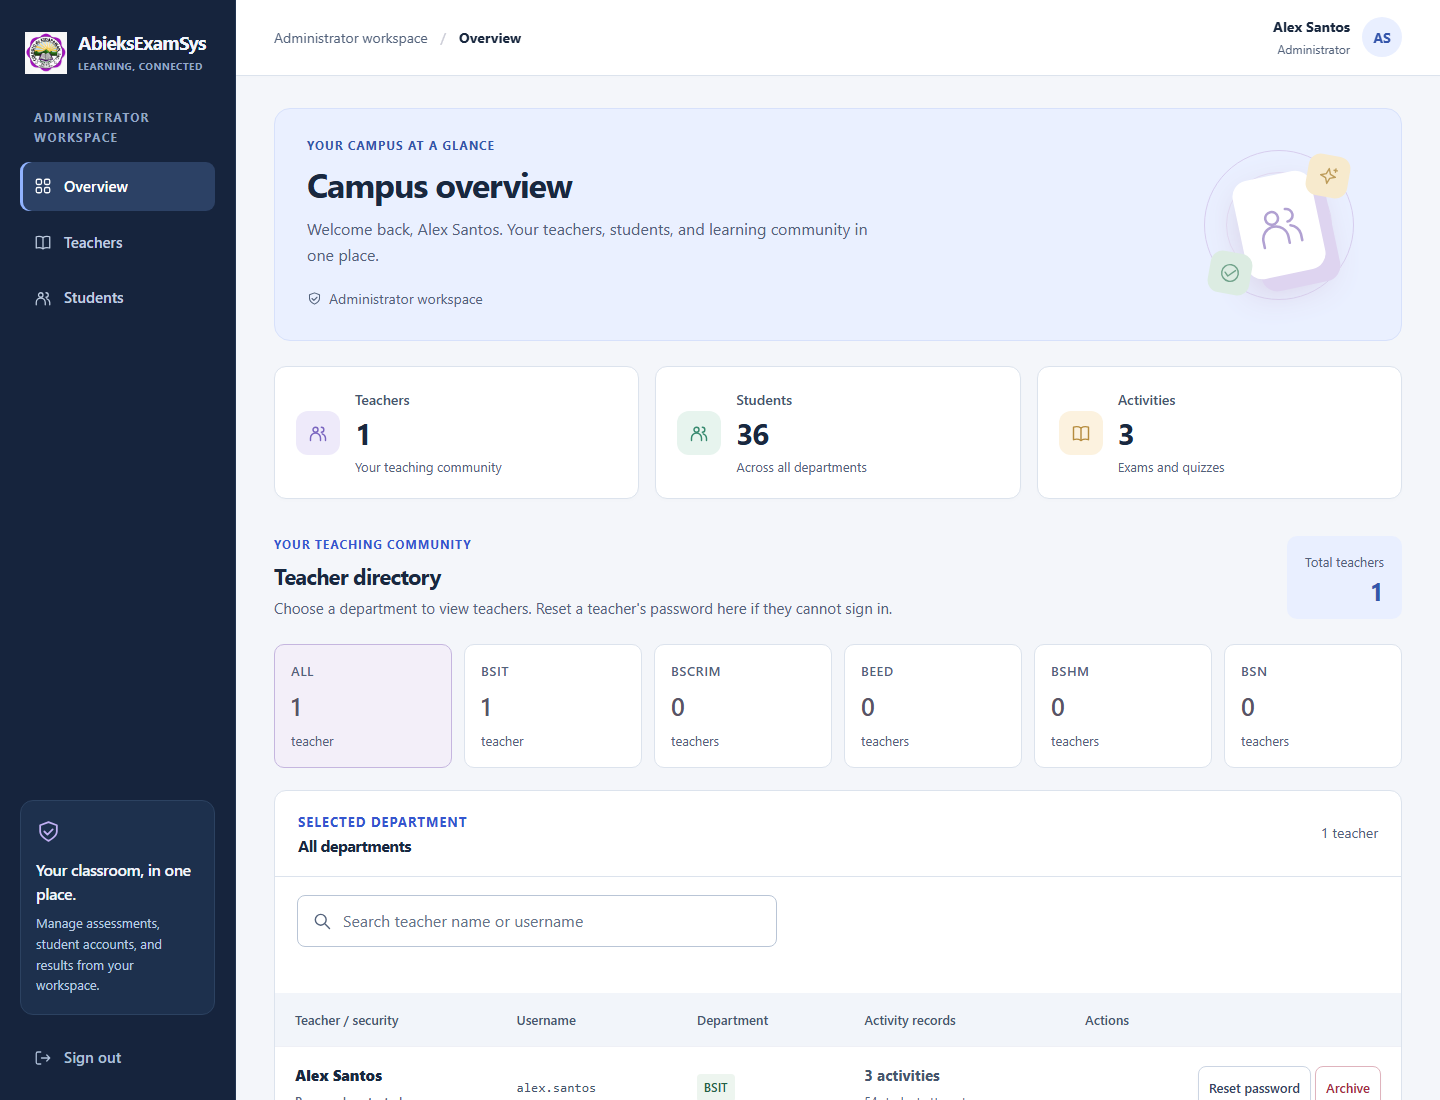 AbieksExamSys
LEARNING, CONNECTED
ADMINISTRATOR
WORKSPACE
Overview
Teachers
Students
Your classroom, in one
place.
Manage assessments,
student accounts, and
results from your
workspace.
Sign out
Administrator workspace / Overview
Alex Santos
Administrator
AS
YOUR CAMPUS AT A GLANCE
Campus overview
Welcome back, Alex Santos. Your teachers, students, and learning community in
one place.
Administrator workspace
Teachers
1
Your teaching community
Students
36
Across all departments
Activities
3
Exams and quizzes
YOUR TEACHING COMMUNITY
Teacher directory
Choose a department to view teachers. Reset a teacher's password here if they cannot sign in.
Total teachers
1
ALL
1
teacher
BSIT
1
teacher
BSCRIM
0
teachers
BEED
0
teachers
BSHM
0
teachers
BSN
0
teachers
SELECTED DEPARTMENT
All departments
1 teacher
Search teacher name or username
Teacher / security Username Department Activity records Actions
Alex Santos alex.santos BSIT 3 activities Reset password Archive